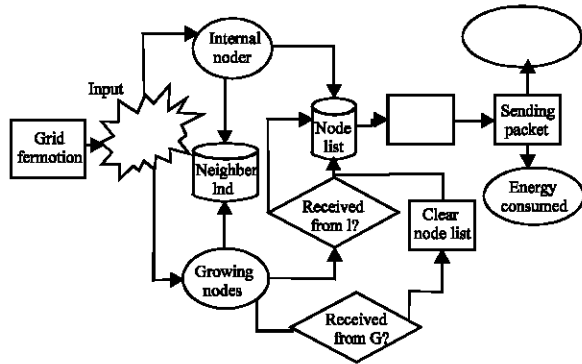 Internal
noder
Input
Grid
fermotion
Node
list
Sending
packet
Neighber
lnd
Energy
consumed
Received
from l?
Clear
node list
Growing
nodes
Received
from G?